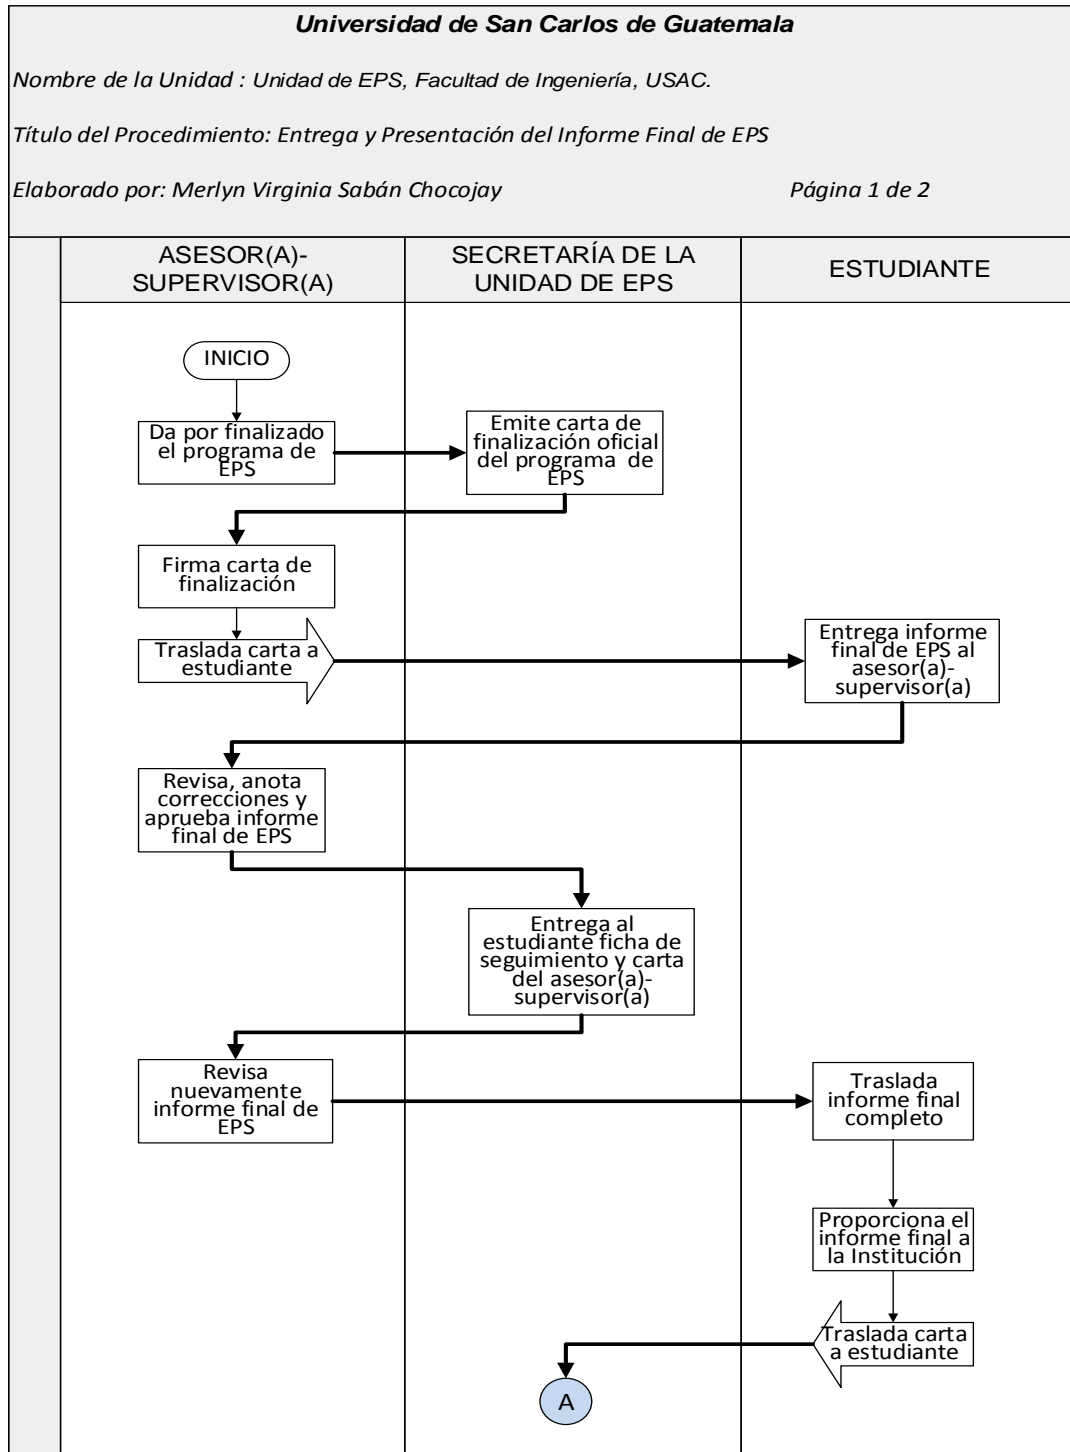 Universidad de San Carlos de Guatemala
Nombre de la Unidad : Unidad de EPS, Facultad de Ingeniería, USAC.
Título del Procedimiento: Entrega y Presentación del Informe Final de EPS
Elaborado por: Merlyn Virginia Sabán Chocojay Página 1 de 2
ASESOR(A)-
SUPERVISOR(A)
SECRETARÍA DE LA
UNIDAD DE EPS
ESTUDIANTE
INICIO
Da por finalizado
el programa de
EPS
Emite carta de
finalización oficial
del programa de
EPS
Firma carta de
finalización
Traslada carta a
estudiante
Entrega informe
final de EPS al
asesor(a)-
supervisor(a)
Revisa, anota
correcciones y
aprueba informe
final de EPS
Entrega al
estudiante ficha de
seguimiento y carta
del asesor(a)-
supervisor(a)
Revisa
nuevamente
informe final de
EPS
Traslada
informe final
completo
Proporciona el
informe final a
la Institución
Traslada carta
a estudiante
A